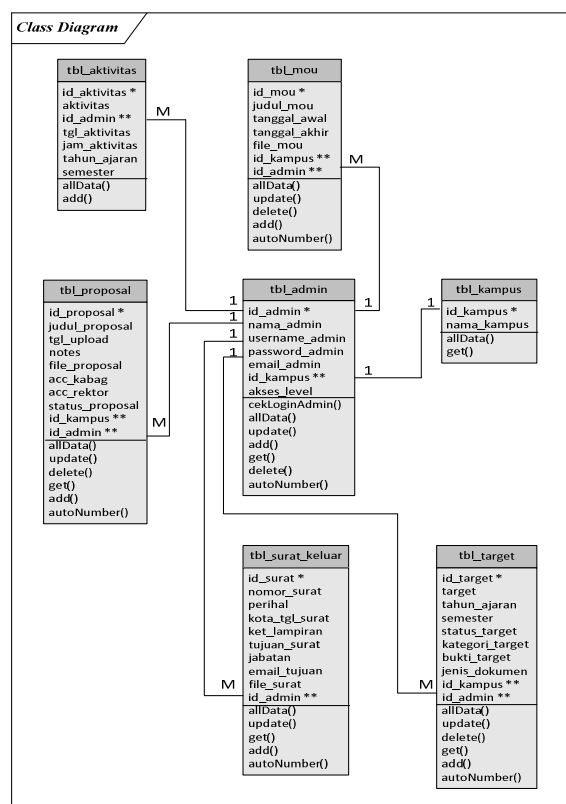 Class Diagram
tbl_aktivitas
id_aktivitas *
aktivitas
id_admin **
tgl_aktivitas
jam_aktivitas
tahun_ajaran
semester
allData()
add()
M
tbl_mou
id_mou *
judul_mou
tanggal_awal
tanggal_akhir
file_mou
id_kampus **
id_admin **
allData()
update()
delete()
add()
autoNumber()
M
tbl_proposal
id_proposal *
judul_proposal
tgl_upload
notes
file_proposal
acc_kabag
acc_rektor
status_proposal
id_kampus **
id_admin **
allData()
update()
delete()
get()
add()
autoNumber()
M
1
1
1
1
tbl_admin
id_admin *
nama_admin
username_admin
password_admin
email_admin
id_kampus **
akses_level
cekLoginAdmin()
allData()
update()
add()
get()
delete()
autoNumber()
1
1
1
tbl_kampus
id_kampus *
nama_kampus
allData()
get()
tbl_surat_keluar
id_surat *
nomor_surat
perihal
kota_tgl_surat
ket_lampiran
tujuan_surat
jabatan
email_tujuan
file_surat
id_admin **
allData()
update()
get()
add()
autoNumber()
M
tbl_target
id_target *
target
tahun_ajaran
semester
status_target
kategori_target
bukti_target
jenis_dokumen
id_kampus **
id_admin **
allData()
update()
delete()
get()
add()
autoNumber()
M